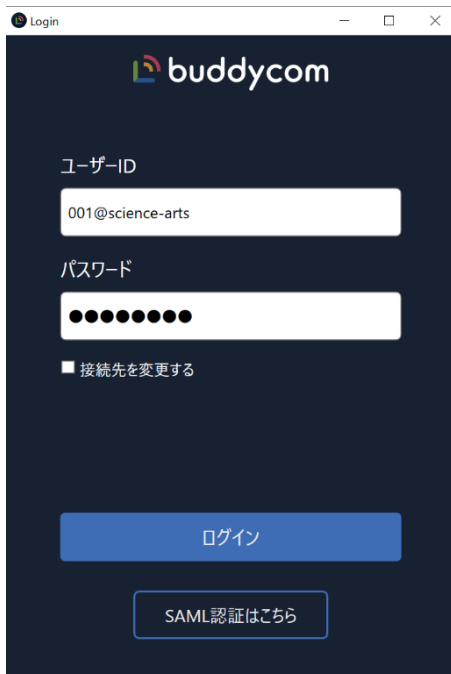 Login
buddycom
ユーザーID
001@science-arts
パスワード
●●●●●●●●
接続先を変更する
ログイン
SAML認証はこちら